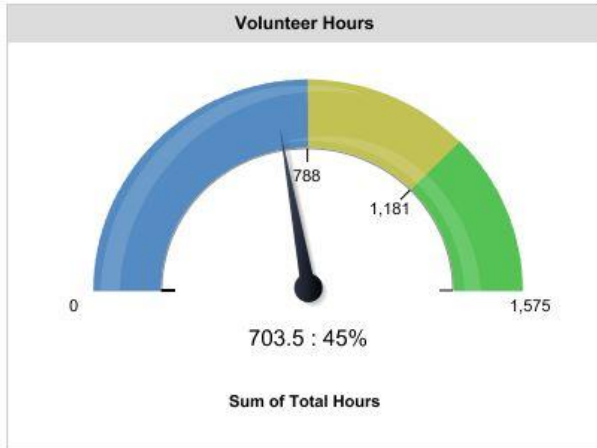 Volunteer Hours
788
1,181
0
1,575
703.5 : 45%
Sum of Total Hours